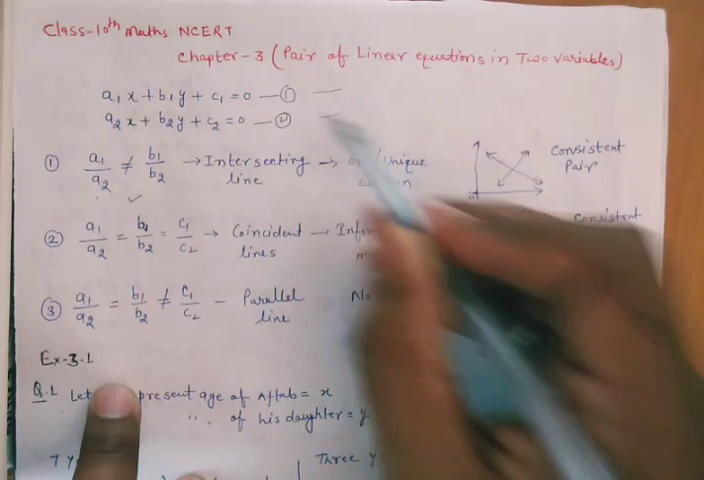 Class-10th Maths NCERT
Chapter-3 (Pair of Linear equations in Two Variables)
a₁x + b₁y + c₁ = 0 —①
a₂x + b₂y + c₂ = 0 —②
① a₁/a₂ ≠ b₁/b₂ → Intersecting line → Unique
Consistent Pair
② a₁/a₂ = b₁/b₂ = c₁/c₂ → Coincident lines →
Consistent
③ a₁/a₂ = b₁/b₂ ≠ c₁/c₂ – Parallel line
Ex-3.1
Q.1 Let present age of Aftab = x
" of his daughter = y
7
Three